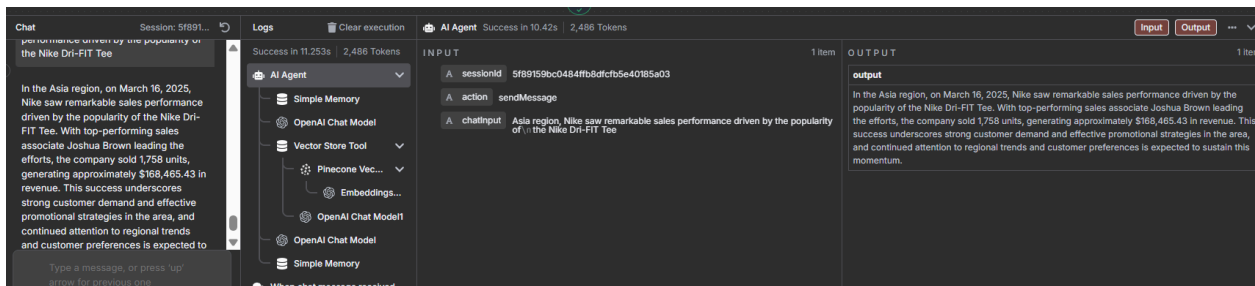 Chat
Session: 5f891...
the Nike Dri-FIT Tee
In the Asia region, on March 16, 2025,
Nike saw remarkable sales performance
driven by the popularity of the Nike Dri-
FIT Tee. With top-performing sales
associate Joshua Brown leading the
efforts, the company sold 1,758 units,
generating approximately $168,465.43 in
revenue. This success underscores
strong customer demand and effective
promotional strategies in the area, and
continued attention to regional trends
and customer preferences is expected to
Type a message, or press 'up'
arrow for previous one
Logs
Clear execution
Success in 11.253s | 2,486 Tokens
AI Agent
Simple Memory
OpenAI Chat Model
Vector Store Tool
Pinecone Vec...
Embeddings...
OpenAI Chat Model1
OpenAI Chat Model
Simple Memory
When chat message received
AI Agent Success in 10.42s | 2,486 Tokens
Input
Output
INPUT
1 item
A sessionId 5f89159bc0484ffb8dfcfb5e40185a03
A action sendMessage
A chatInput Asia region, Nike saw remarkable sales performance driven by the popularity
of\n the Nike Dri-FIT Tee
OUTPUT
output
In the Asia region, on March 16, 2025, Nike saw remarkable sales performance driven by the
popularity of the Nike Dri-FIT Tee. With top-performing sales associate Joshua Brown leading
the efforts, the company sold 1,758 units, generating approximately $168,465.43 in revenue. This
success underscores strong customer demand and effective promotional strategies in the area,
and continued attention to regional trends and customer preferences is expected to sustain this
momentum.